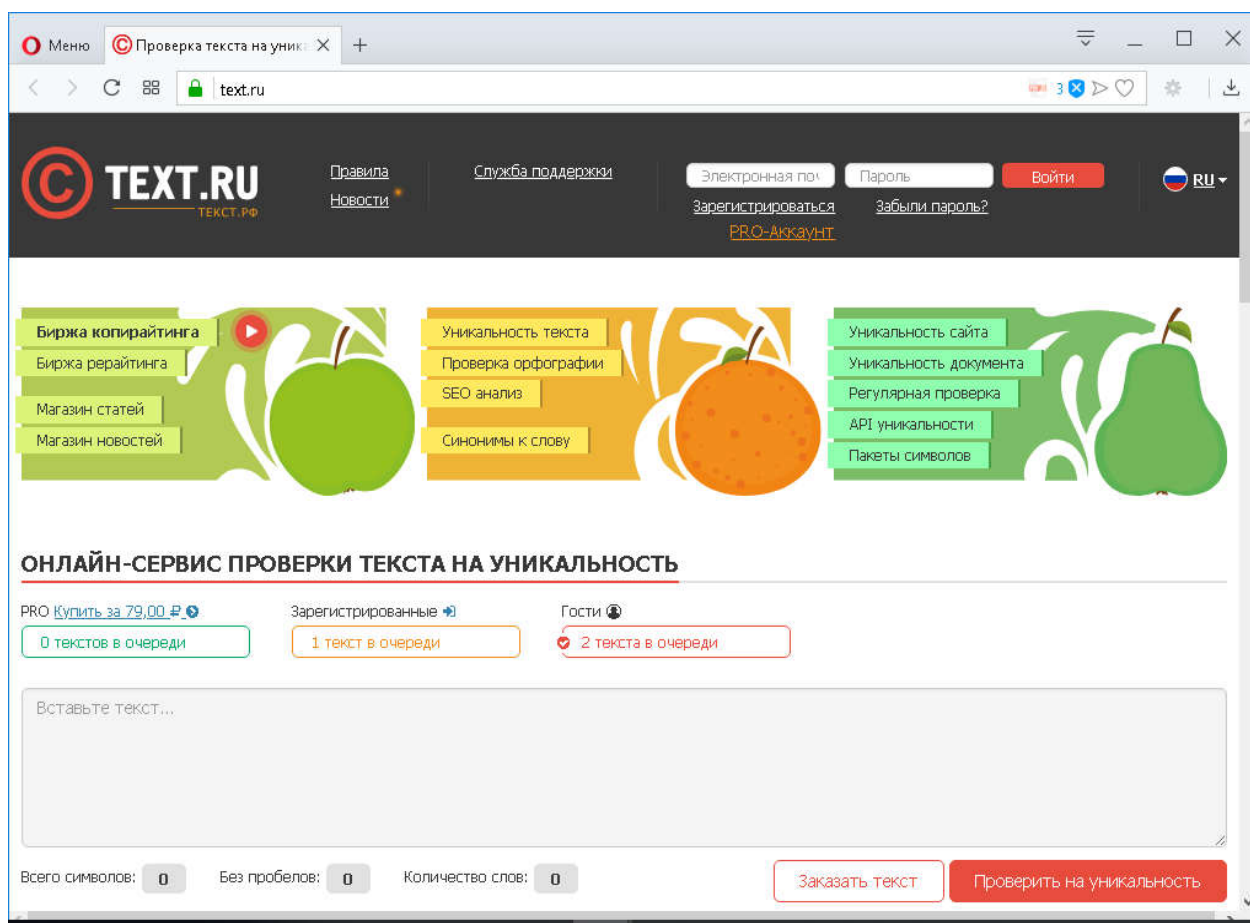 Меню
Проверка текста на уник
text.ru
3
TEXT.RU
ТЕКСТ.РФ
Правила
Новости
Служба поддержки
Электронная поч
Пароль
Войти
Зарегистрироваться
Забыли пароль?
PRO-Аккаунт
RU
Биржа копирайтинга
Биржа рерайтинга
Магазин статей
Магазин новостей
Уникальность текста
Проверка орфографии
SEO анализ
Синонимы к слову
Уникальность сайта
Уникальность документа
Регулярная проверка
API уникальности
Пакеты символов
ОНЛАЙН-СЕРВИС ПРОВЕРКИ ТЕКСТА НА УНИКАЛЬНОСТЬ
PRO Купить за 79,00 ₽
Зарегистрированные
Гости
0 текстов в очереди
1 текст в очереди
2 текста в очереди
Вставьте текст...
Всего символов: 0
Без пробелов: 0
Количество слов: 0
Заказать текст
Проверить на уникальность